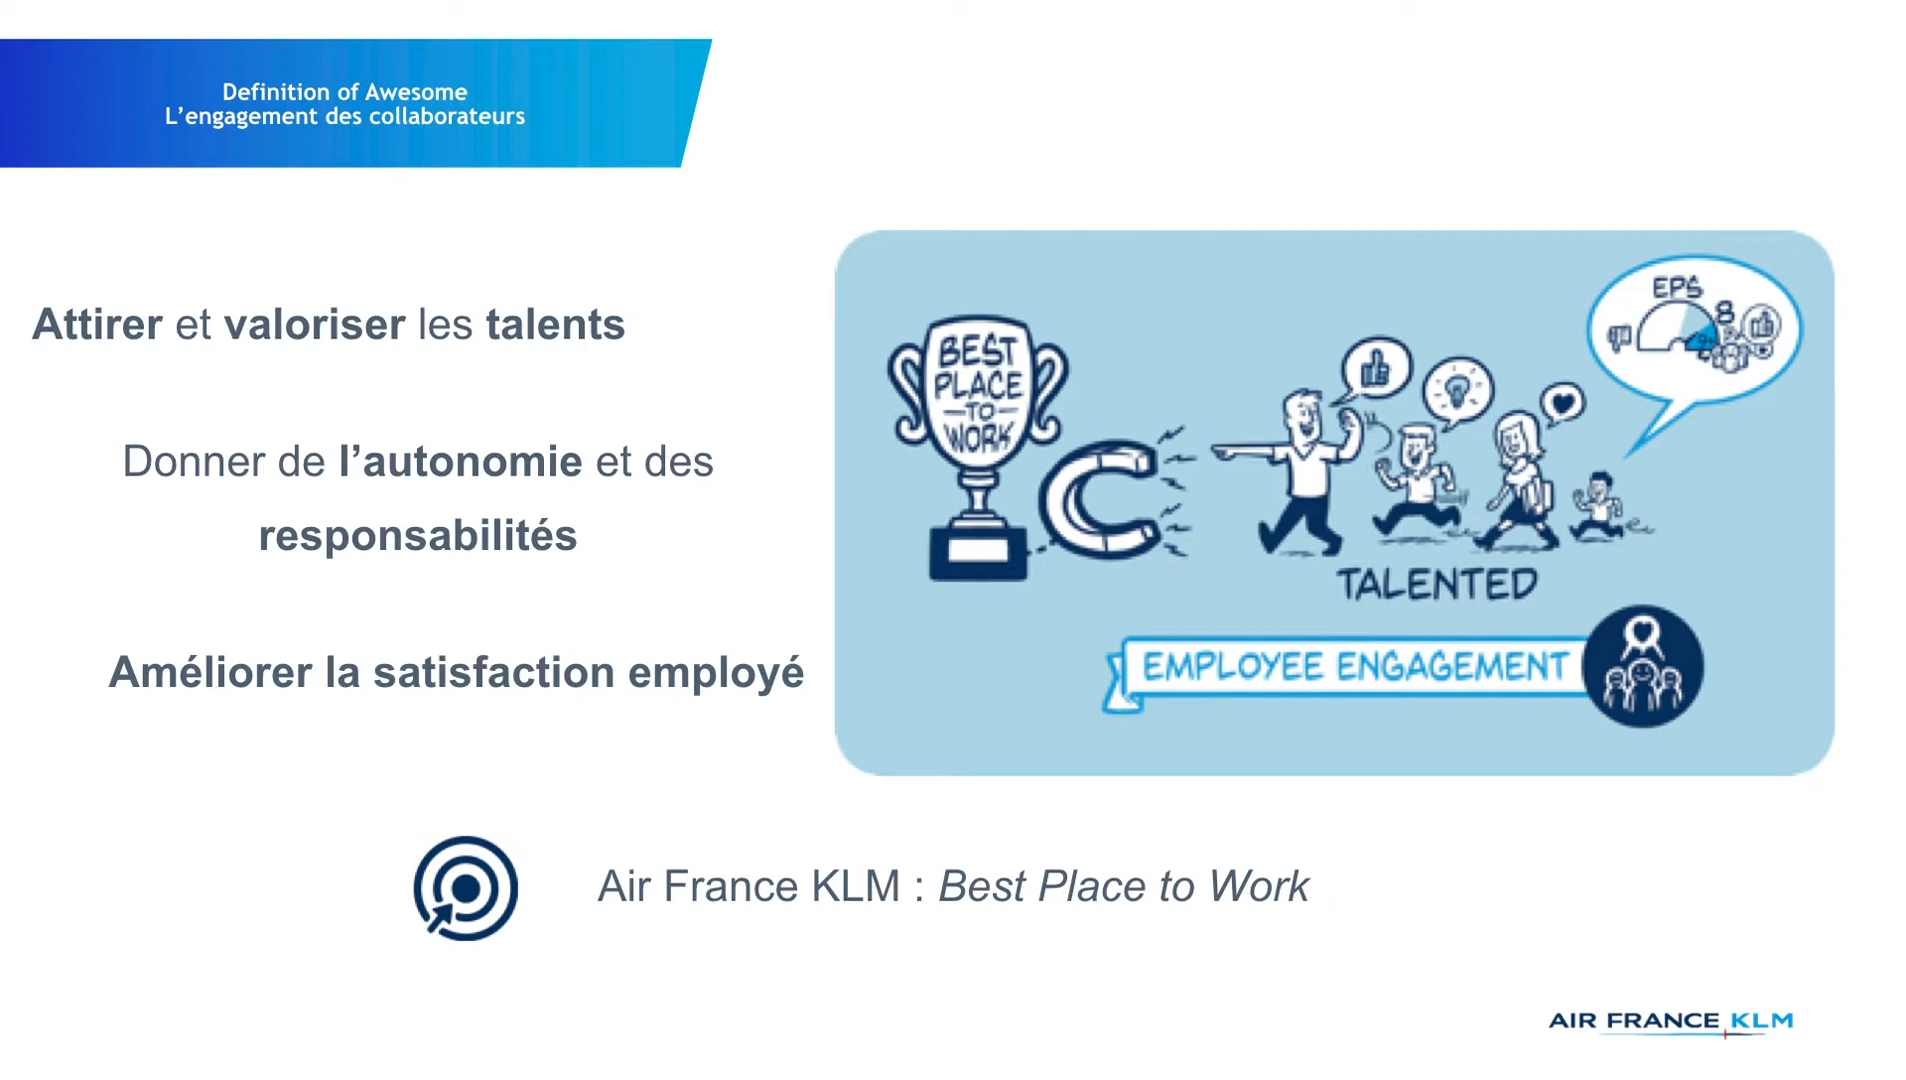 Definition of Awesome
L’engagement des collaborateurs
Attirer et valoriser les talents
Donner de l’autonomie et des
responsabilités
Améliorer la satisfaction employé
BEST
PLACE
TO
WORK
EPS
8
9+
TALENTED
EMPLOYEE ENGAGEMENT
Air France KLM : Best Place to Work
AIR FRANCE KLM